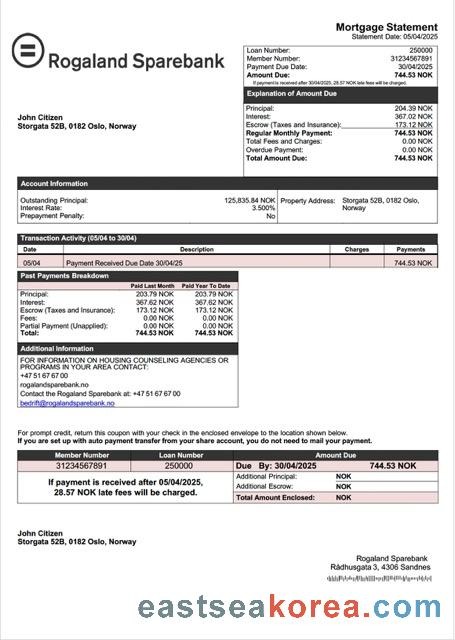 Mortgage Statement
Statement Date: 05/04/2025
Rogaland Sparebank
Loan Number: 250000
Member Number: 31234567891
Payment Due Date: 30/04/2025
Amount Due: 744.53 NOK
If payment is received after 30/04/2025, 28.57 NOK late fees will be charged.
Explanation of Amount Due
Principal: 204.39 NOK
Interest: 367.02 NOK
Escrow (Taxes and Insurance): 173.12 NOK
Regular Monthly Payment: 744.53 NOK
Total Fees and Charges: 0.00 NOK
Overdue Payment: 0.00 NOK
Total Amount Due: 744.53 NOK
John Citizen
Storgata 52B, 0182 Oslo, Norway
Account Information
Outstanding Principal: 125,835.84 NOK Property Address: Storgata 52B, 0182 Oslo,
Interest Rate: 3.500% Norway
Prepayment Penalty: No
Transaction Activity (05/04 to 30/04)
Date Description Charges Payments
05/04 Payment Received Due Date 30/04/25 744.53 NOK
Past Payments Breakdown
Paid Last Month Paid Year To Date
Principal: 203.79 NOK 203.79 NOK
Interest: 367.62 NOK 367.62 NOK
Escrow (Taxes and Insurance): 173.12 NOK 173.12 NOK
Fees: 0.00 NOK 0.00 NOK
Partial Payment (Unapplied): 0.00 NOK 0.00 NOK
Total: 744.53 NOK 744.53 NOK
Additional Information
FOR INFORMATION ON HOUSING COUNSELING AGENCIES OR
PROGRAMS IN YOUR AREA CONTACT:
+47 51 67 67 00
rogalandsparebank.no
Contact the Rogaland Sparebank at: +47 51 67 67 00
bedrift@rogalandsparebank.no
For prompt credit, return this coupon with your check in the enclosed envelope to the location shown below.
If you are set up with auto payment transfer from your share account, you do not need to mail your payment.
Member Number Loan Number Amount Due
31234567891 250000 Due By: 30/04/2025 744.53 NOK
If payment is received after 05/04/2025,
28.57 NOK late fees will be charged.
Additional Principal: NOK
Additional Escrow: NOK
Total Amount Enclosed: NOK
John Citizen
Storgata 52B, 0182 Oslo, Norway
Rogaland Sparebank
Rådhusgata 3, 4306 Sandnes
eastseakorea.com